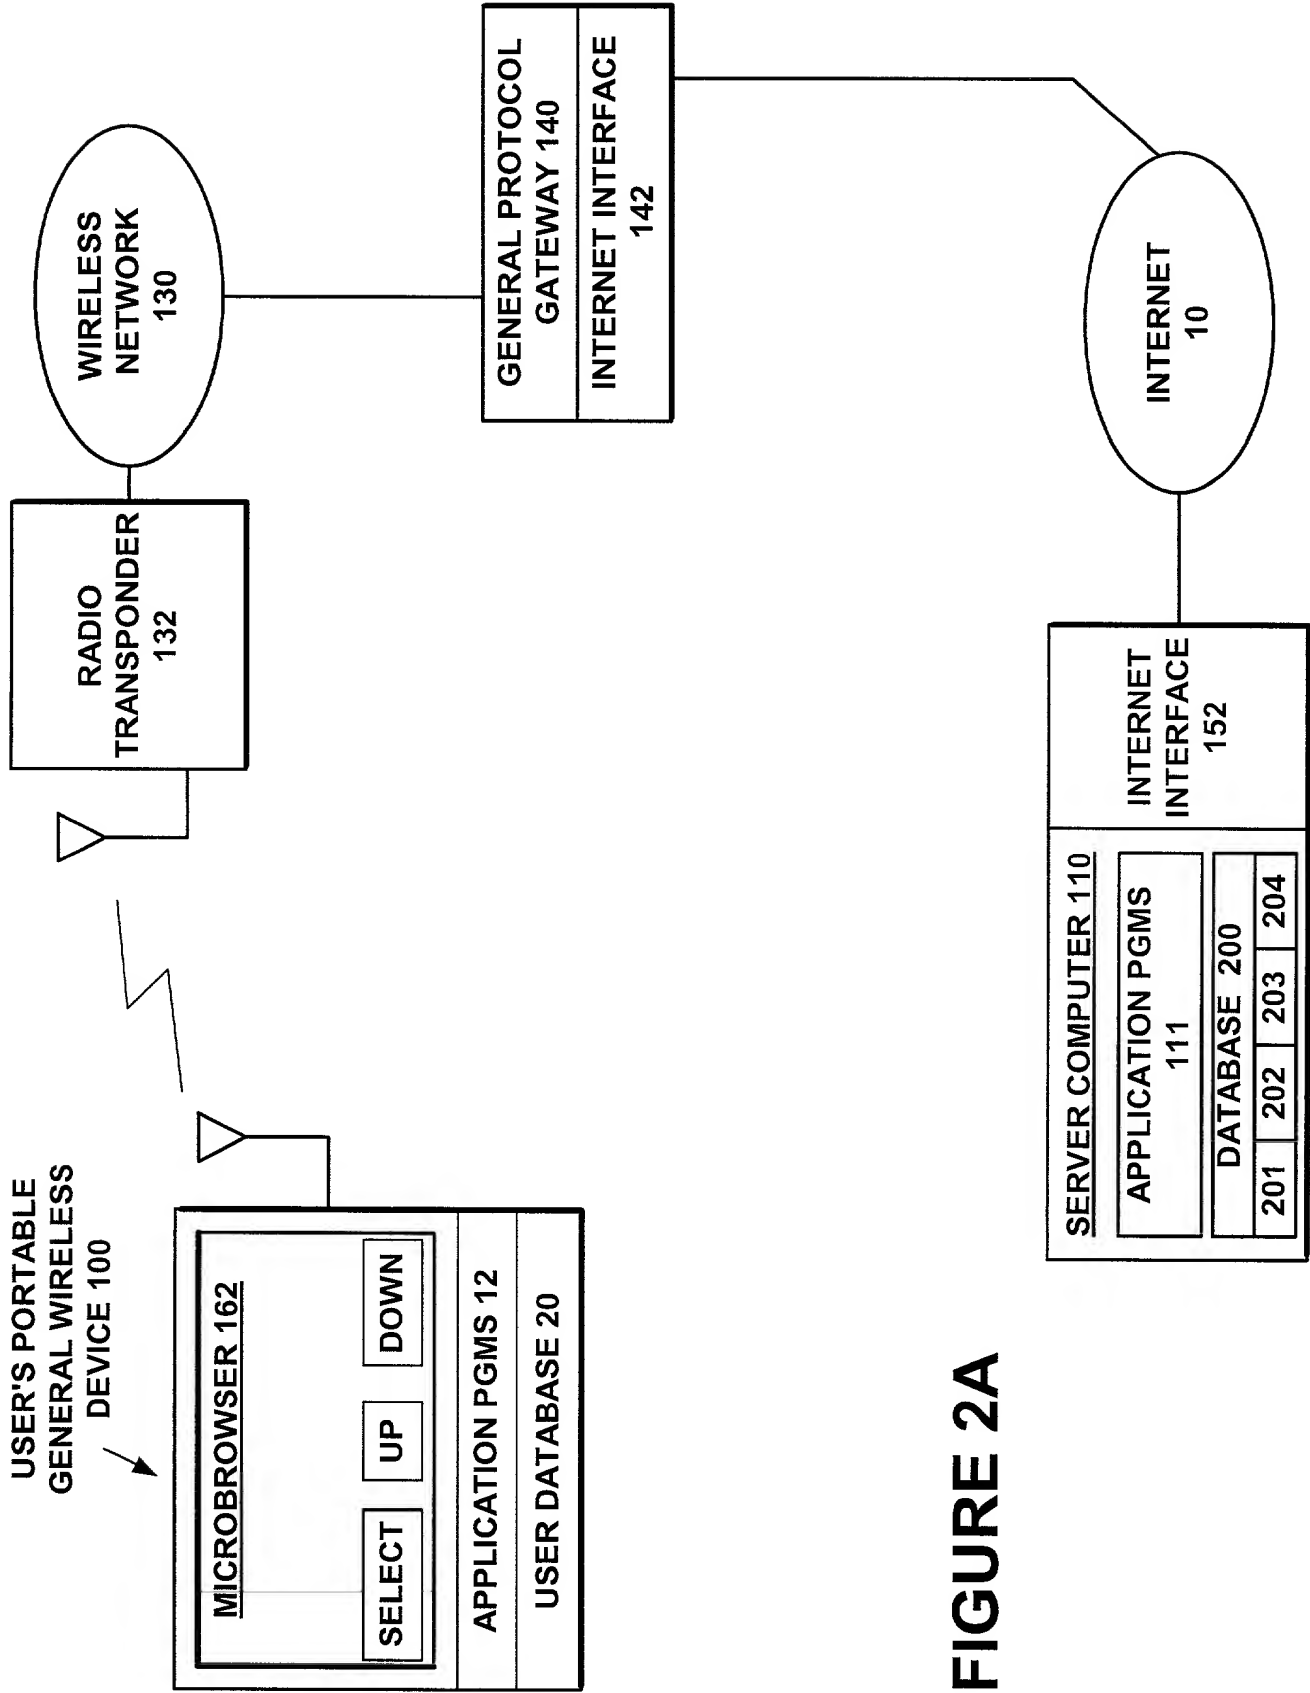 USER'S PORTABLE
GENERAL WIRELESS
DEVICE 100
MICROBROWSER 162
SELECT
UP
DOWN
APPLICATION PGMS 12
USER DATABASE 20
RADIO
TRANSPONDER
132
WIRELESS
NETWORK
130
GENERAL PROTOCOL
GATEWAY 140
INTERNET INTERFACE
142
SERVER COMPUTER 110
APPLICATION PGMS
111
DATABASE 200
201 202 203 204
INTERNET
INTERFACE
152
INTERNET
10
FIGURE 2A